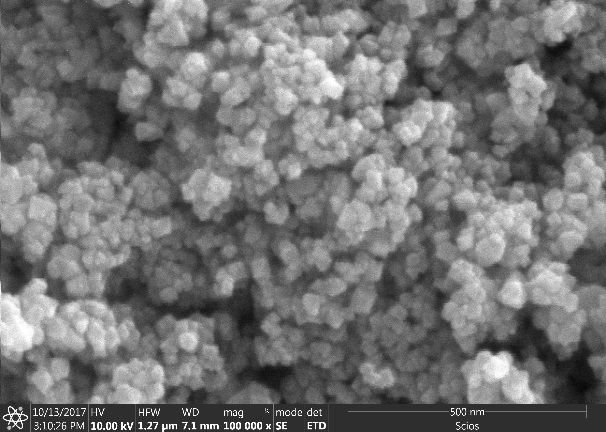 10/13/2017 HV HFW WD mag mode det 500 nm
3:10:26 PM 10.00 kV 1.27 µm 7.1 mm 100 000 x SE ETD Scios